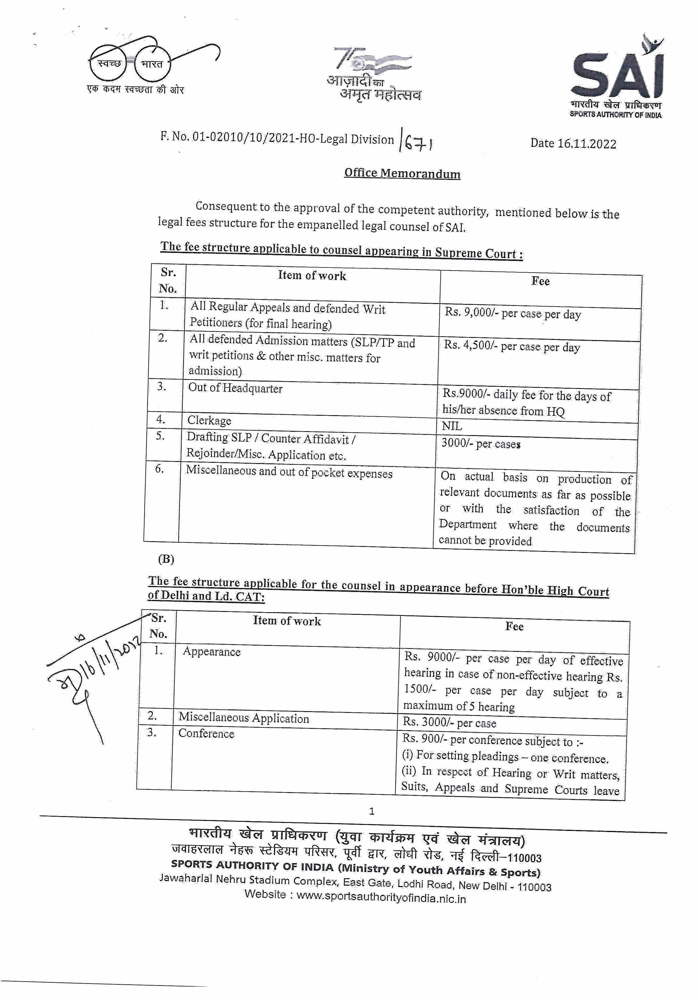 स्वच्छ भारत
एक कदम स्वच्छता की ओर
75
आज़ादी का
अमृत महोत्सव
SAI
भारतीय खेल प्राधिकरण
SPORTS AUTHORITY OF INDIA
F. No. 01-02010/10/2021-HO-Legal Division /671
Date 16.11.2022
Office Memorandum
Consequent to the approval of the competent authority, mentioned below is the
legal fees structure for the empanelled legal counsel of SAI.
The fee structure applicable to counsel appearing in Supreme Court :
Sr. No. Item of work Fee
1. All Regular Appeals and defended Writ Rs. 9,000/- per case per day
Petitioners (for final hearing)
2. All defended Admission matters (SLP/TP and Rs. 4,500/- per case per day
writ petitions & other misc. matters for
admission)
3. Out of Headquarter Rs.9000/- daily fee for the days of
his/her absence from HQ
4. Clerkage NIL
5. Drafting SLP / Counter Affidavit / 3000/- per cases
Rejoinder/Misc. Application etc.
6. Miscellaneous and out of pocket expenses On actual basis on production of
relevant documents as far as possible
or with the satisfaction of the
Department where the documents
cannot be provided
(B)
The fee structure applicable for the counsel in appearance before Hon'ble High Court
of Delhi and Ld. CAT:
Sr. No. Item of work Fee
1. Appearance Rs. 9000/- per case per day of effective
hearing in case of non-effective hearing Rs.
1500/- per case per day subject to a
maximum of 5 hearing
2. Miscellaneous Application Rs. 3000/- per case
3. Conference Rs. 900/- per conference subject to :-
(i) For setting pleadings – one conference.
(ii) In respect of Hearing or Writ matters,
Suits, Appeals and Supreme Courts leave
16/11/2022
1
भारतीय खेल प्राधिकरण (युवा कार्यक्रम एवं खेल मंत्रालय)
जवाहरलाल नेहरू स्टेडियम परिसर, पूर्वी द्वार, लोधी रोड, नई दिल्ली–110003
SPORTS AUTHORITY OF INDIA (Ministry of Youth Affairs & Sports)
Jawaharlal Nehru Stadium Complex, East Gate, Lodhi Road, New Delhi - 110003
Website : www.sportsauthorityofindia.nic.in